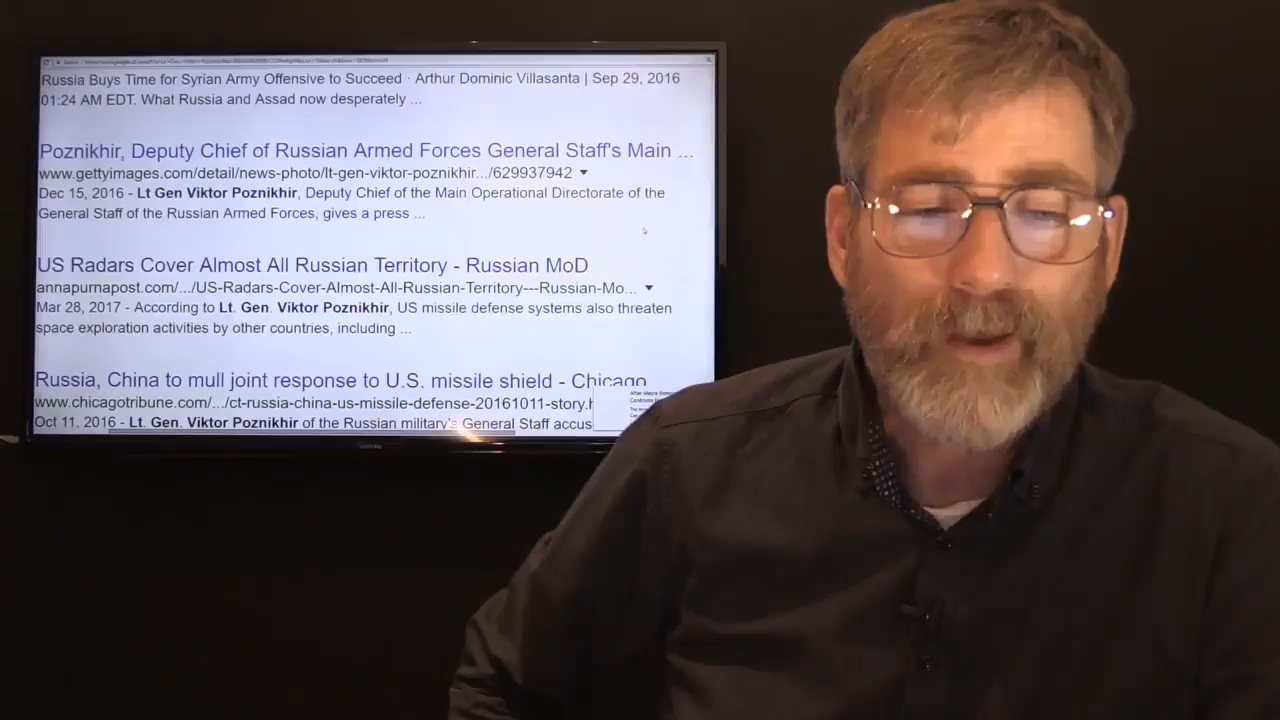 Russia Buys Time for Syrian Army Offensive to Succeed · Arthur Dominic Villasanta | Sep 29, 2016
01:24 AM EDT. What Russia and Assad now desperately ...
Poznikhir, Deputy Chief of Russian Armed Forces General Staff's Main ...
www.gettyimages.com/detail/news-photo/lt-gen-viktor-poznikhir.../629937942
Dec 15, 2016 - Lt Gen Viktor Poznikhir, Deputy Chief of the Main Operational Directorate of the
General Staff of the Russian Armed Forces, gives a press ...
US Radars Cover Almost All Russian Territory - Russian MoD
annapurnapost.com/.../US-Radars-Cover-Almost-All-Russian-Territory---Russian-Mo...
Mar 28, 2017 - According to Lt. Gen. Viktor Poznikhir, US missile defense systems also threaten
space exploration activities by other countries, including ...
Russia, China to mull joint response to U.S. missile shield - Chicago
www.chicagotribune.com/.../ct-russia-china-us-missile-defense-20161011-story.h
Oct 11, 2016 - Lt. Gen. Viktor Poznikhir of the Russian military's General Staff accus